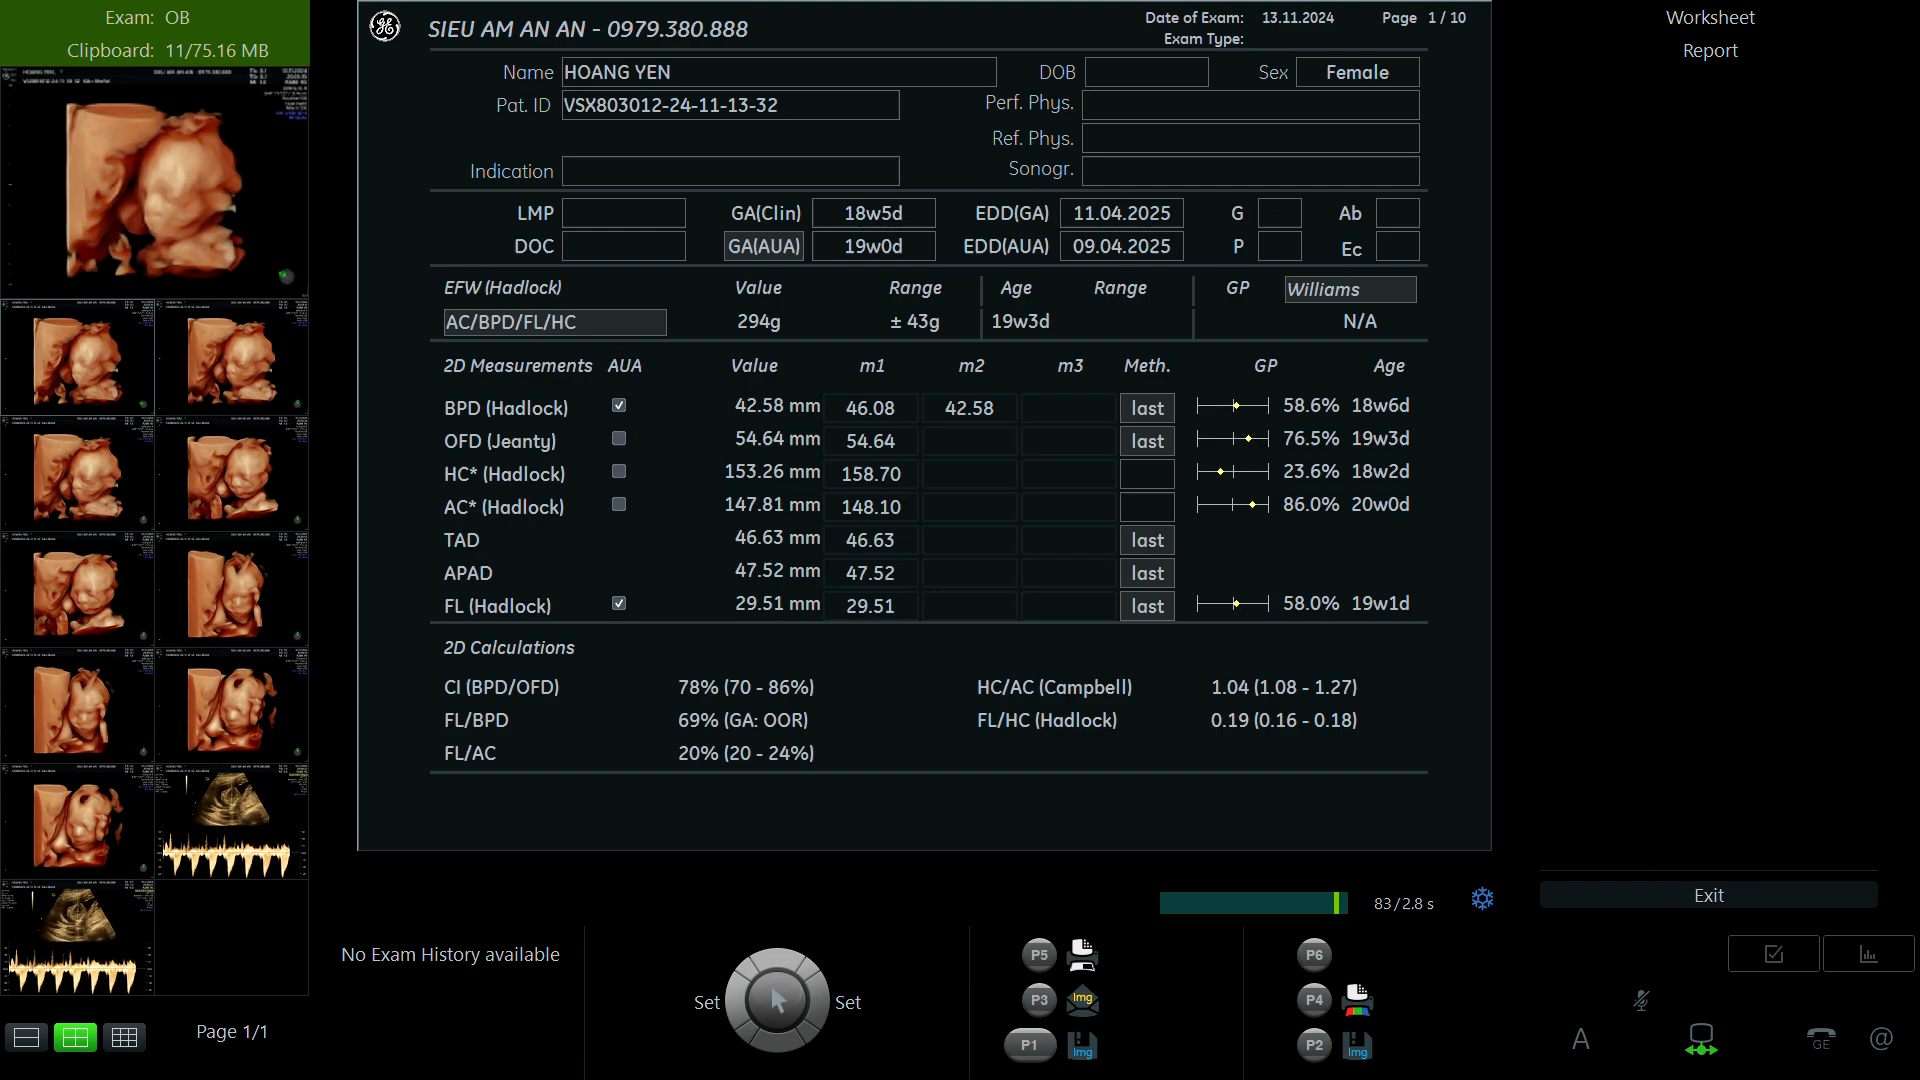 Exam: OB
Clipboard: 11/75.16 MB
SIEU AM AN AN - 0979.380.888
Date of Exam: 13.11.2024 Page 1 / 10
Exam Type:
Name HOANG YEN DOB Sex Female
Pat. ID VSX803012-24-11-13-32 Perf. Phys.
Ref. Phys.
Indication Sonogr.
LMP GA(Clin) 18w5d EDD(GA) 11.04.2025 G Ab
DOC GA(AUA) 19w0d EDD(AUA) 09.04.2025 P Ec
EFW (Hadlock) Value Range Age Range GP Williams
AC/BPD/FL/HC 294g ± 43g 19w3d N/A
2D Measurements AUA Value m1 m2 m3 Meth. GP Age
BPD (Hadlock) 42.58 mm 46.08 42.58 last 58.6% 18w6d
OFD (Jeanty) 54.64 mm 54.64 last 76.5% 19w3d
HC* (Hadlock) 153.26 mm 158.70 23.6% 18w2d
AC* (Hadlock) 147.81 mm 148.10 86.0% 20w0d
TAD 46.63 mm 46.63 last
APAD 47.52 mm 47.52 last
FL (Hadlock) 29.51 mm 29.51 last 58.0% 19w1d
2D Calculations
CI (BPD/OFD) 78% (70 - 86%) HC/AC (Campbell) 1.04 (1.08 - 1.27)
FL/BPD 69% (GA: OOR) FL/HC (Hadlock) 0.19 (0.16 - 0.18)
FL/AC 20% (20 - 24%)
Worksheet
Report
83/2.8 s
Exit
No Exam History available
Set Set
P5
P3 Img
P1 Img
P6
P4
P2 Img
A
GE
@
Page 1/1